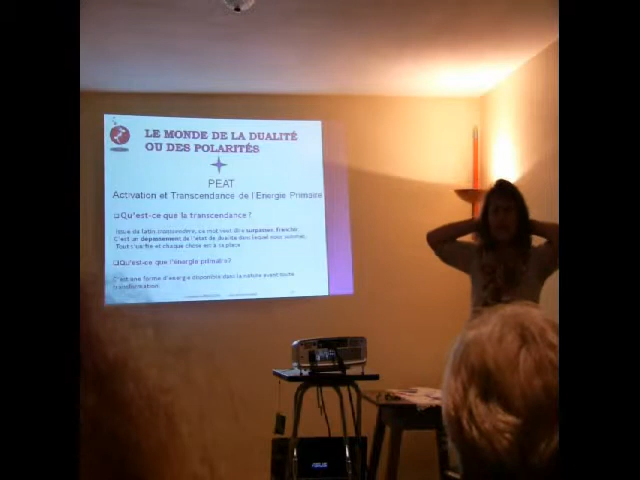 LE MONDE DE LA DUALITÉ
OU DES POLARITÉS
PEAT
Activation et Transcendance de l'Energie Primaire
Qu'est-ce que la transcendance ?
Issue du latin transcendere, ce mot veut dire surpasser, franchir.
C'est un dépassement de l'état de dualité dans lequel nous sommes.
Tout s'unifie et chaque chose est à sa place
Qu'est-ce que l'énergie primaire?
C'est une forme d'énergie disponible dans la nature avant toute
transformation.
ASUS